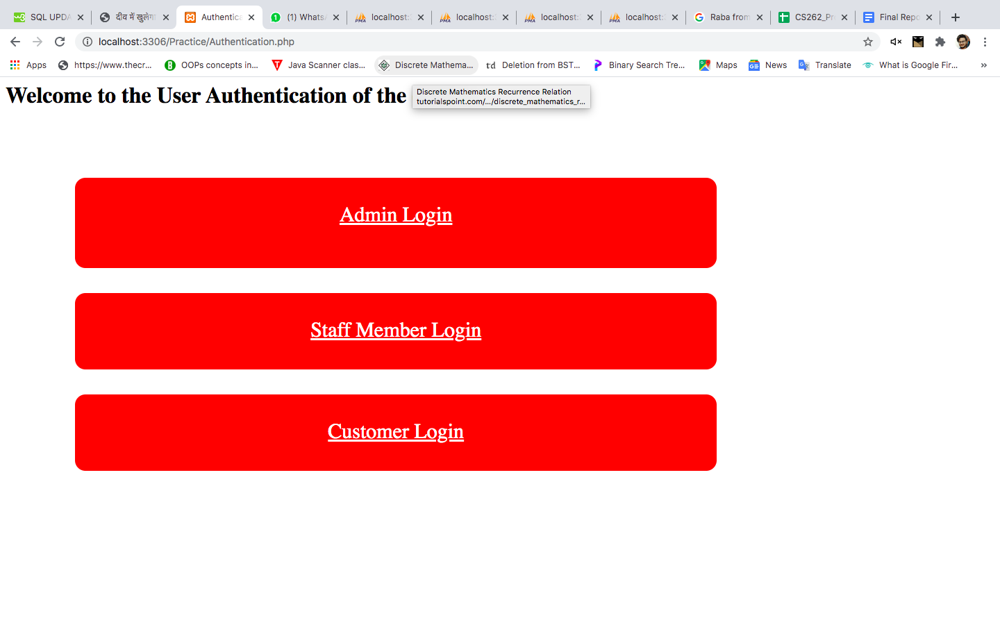 SQL UPDA
दीव में खुलेगा
Authentica
(1) WhatsA
localhost:
localhost:
localhost:
localhost:
Raba from
CS262_Pr
Final Repo
localhost:3306/Practice/Authentication.php
Apps
https://www.thecr...
OOPs concepts in...
Java Scanner clas...
Discrete Mathema...
td Deletion from BST...
Binary Search Tre...
Maps
News
Translate
What is Google Fir...
»
Welcome to the User Authentication of the
Discrete Mathematics Recurrence Relation
tutorialspoint.com/.../discrete_mathematics_r...
Admin Login
Staff Member Login
Customer Login